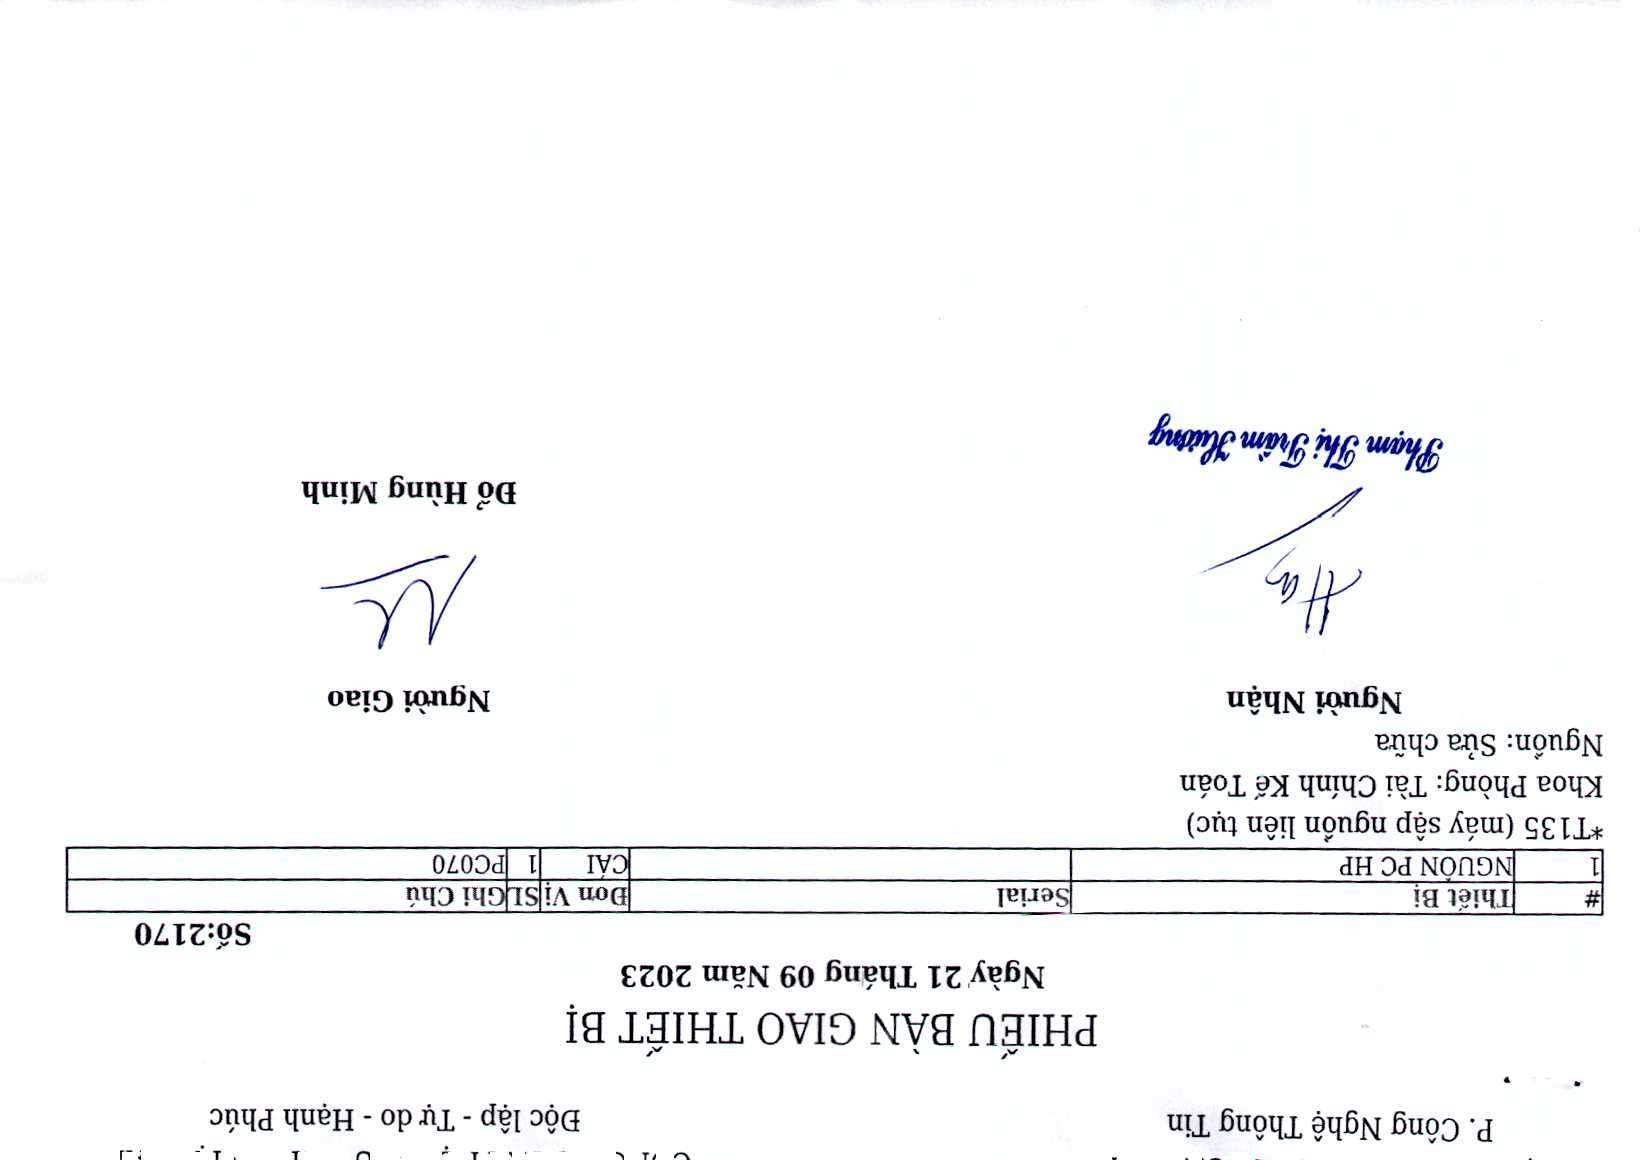 P. Công Nghệ Thông Tin
Độc lập - Tự do - Hạnh Phúc
PHIẾU BÀN GIAO THIẾT BỊ
Ngày 21 Tháng 09 Năm 2023
Số:2170
# Thiết Bị Serial Đơn Vị SL Ghi Chú
1 NGUỒN PC HP CÁI 1 PC070
*T135 (máy sập nguồn liên tục)
Khoa Phòng: Tài Chính Kế Toán
Nguồn: Sửa chữa
Người Nhận Người Giao
Đỗ Hùng Minh
Phạm Thị Trầm Hương